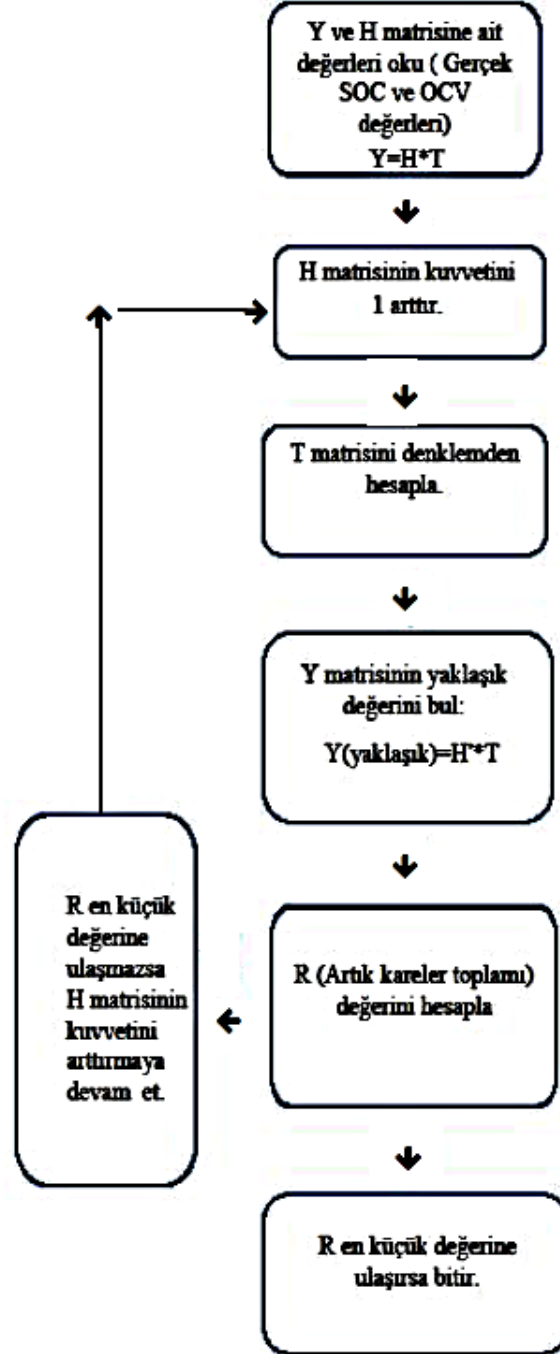 Y ve H matrisine ait
değerleri oku ( Gerçek
SOC ve OCV
değerleri)
Y=H*T
H matrisinin kuvvetini
1 arttır.
T matrisini denklemden
hesapla.
Y matrisinin yaklaşık
değerini bul:
Y(yaklaşık)=H'*T
R (Artık kareler toplamı)
değerini hesapla
R en küçük
değerine
ulaşmazsa
H matrisinin
kuvvetini
arttırmaya
devam et.
R en küçük değerine
ulaşırsa bitir.